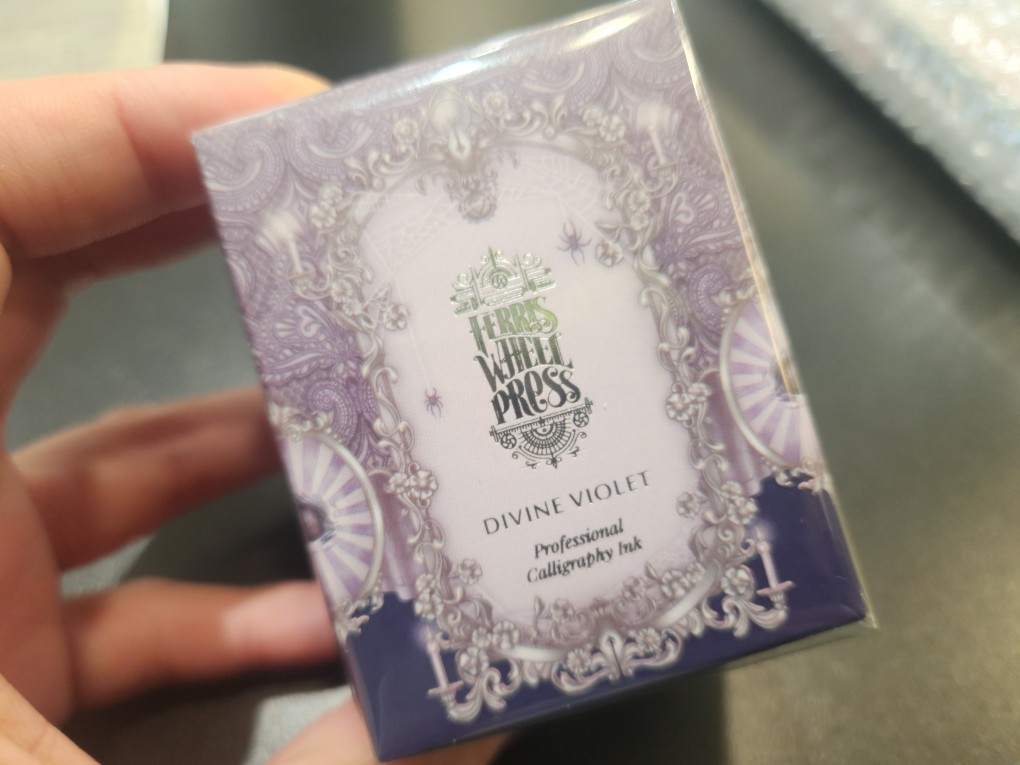 FERRIS
WHEEL
PRESS
DIVINE VIOLET
Professional
Calligraphy Ink